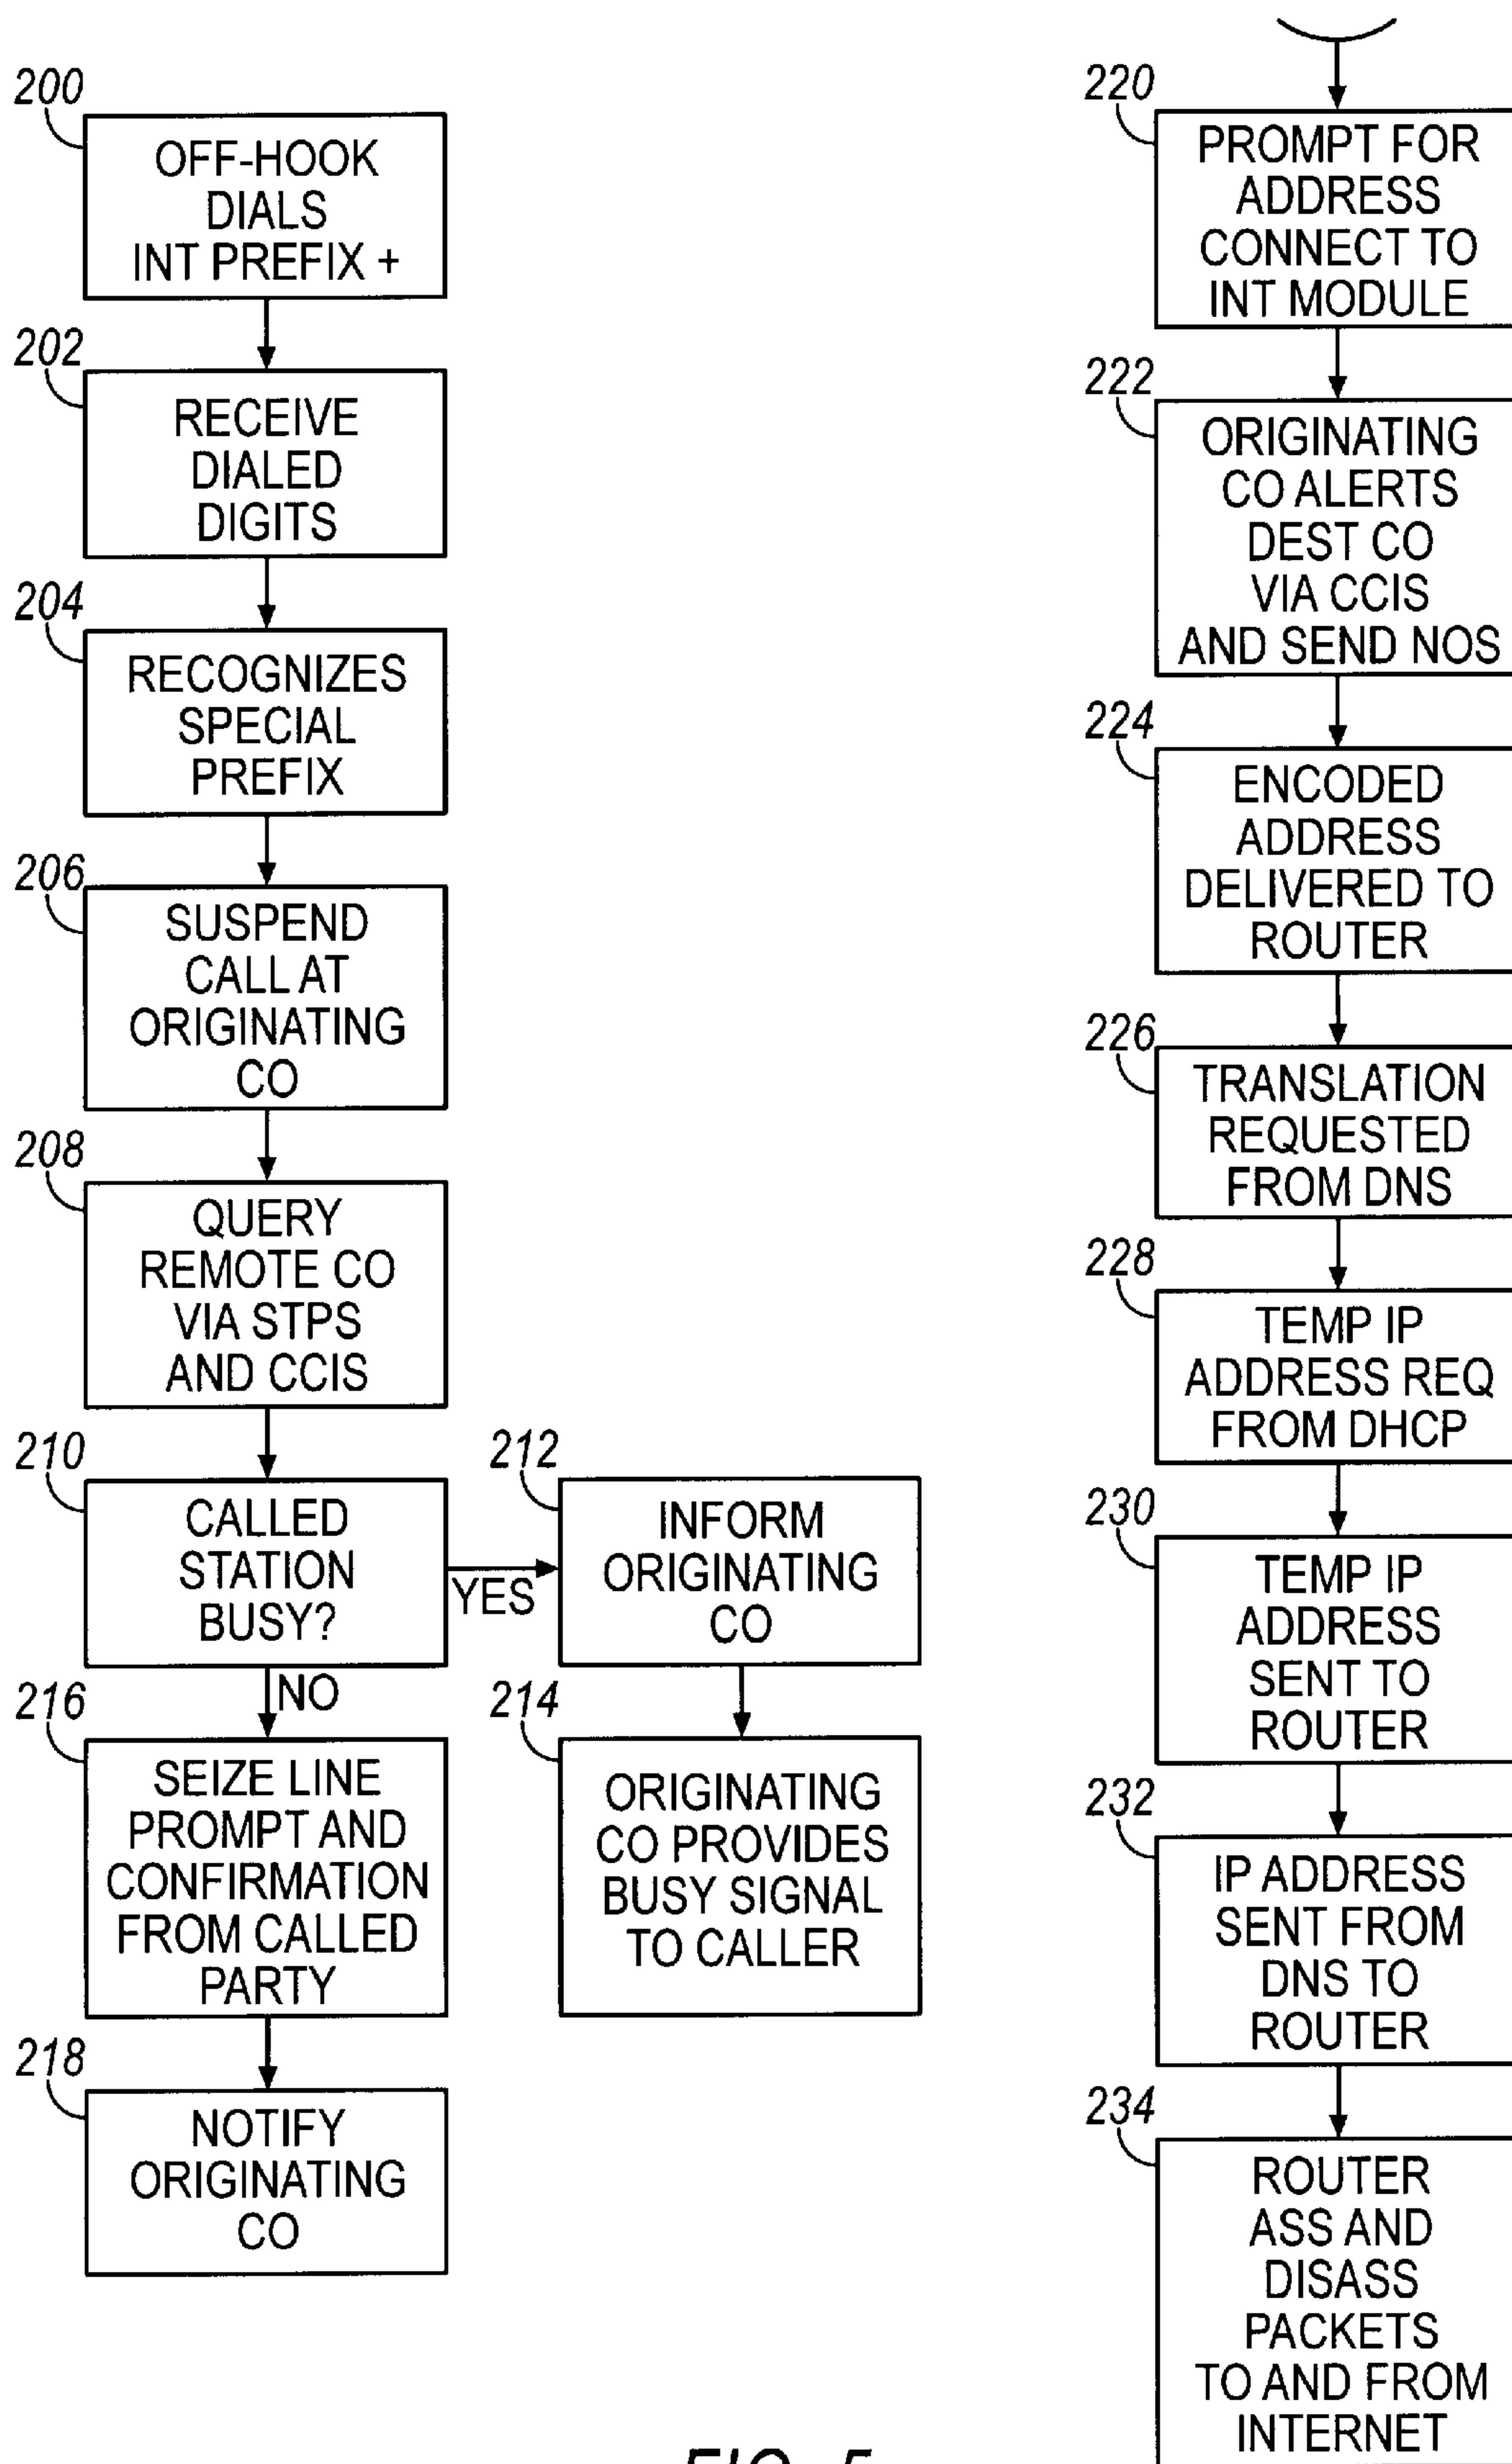 200
OFF-HOOK
DIALS
INT PREFIX +
202
RECEIVE
DIALED
DIGITS
204
RECOGNIZES
SPECIAL
PREFIX
206
SUSPEND
CALL AT
ORIGINATING
CO
208
QUERY
REMOTE CO
VIA STPS
AND CCIS
210
CALLED
STATION
BUSY?
YES
212
INFORM
ORIGINATING
CO
NO
214
ORIGINATING
CO PROVIDES
BUSY SIGNAL
TO CALLER
216
SEIZE LINE
PROMPT AND
CONFIRMATION
FROM CALLED
PARTY
218
NOTIFY
ORIGINATING
CO
220
PROMPT FOR
ADDRESS
CONNECT TO
INT MODULE
222
ORIGINATING
CO ALERTS
DEST CO
VIA CCIS
AND SEND NOS
224
ENCODED
ADDRESS
DELIVERED TO
ROUTER
226
TRANSLATION
REQUESTED
FROM DNS
228
TEMP IP
ADDRESS REQ
FROM DHCP
230
TEMP IP
ADDRESS
SENT TO
ROUTER
232
IP ADDRESS
SENT FROM
DNS TO
ROUTER
234
ROUTER
ASS AND
DISASS
PACKETS
TO AND FROM
INTERNET